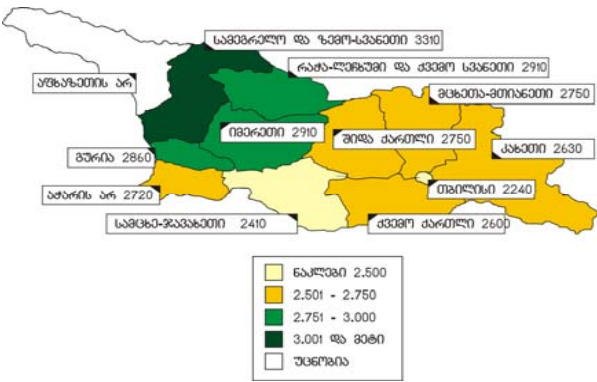 სამეგრელო და ზემო-სვანეთი 3310
რაჭა-ლეჩხუმი და ქვემო სვანეთი 2910
აფხაზეთის არ
მცხეთა-მთიანეთი 2750
იმერეთი 2910
შიდა ქართლი 2750
კახეთი 2630
გურია 2860
თბილისი 2240
აჭარის არ 2720
სამცხე-ჯავახეთი 2410
ქვემო ქართლი 2600
ნაკლები 2.500
2.501 - 2.750
2.751 - 3.000
3.001 და მეტი
უცნობია